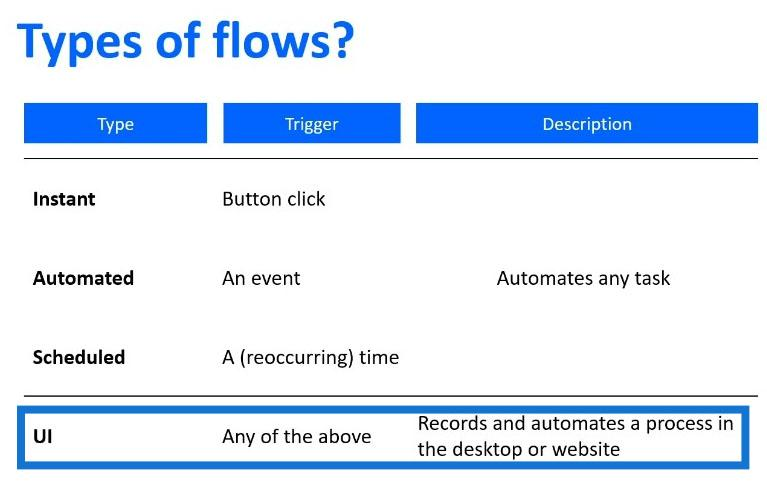 Types of flows?
Type Trigger Description
Instant Button click
Automated An event Automates any task
Scheduled A (reoccurring) time
UI Any of the above Records and automates a process in
the desktop or website